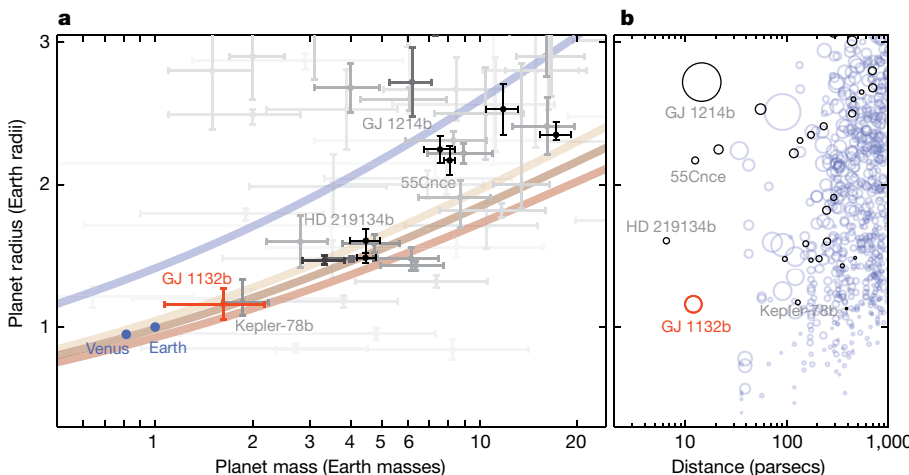 a
b
3
2
1
Planet radius (Earth radii)
GJ 1214b
55Cnce
HD 219134b
GJ 1132b
Kepler-78b
Venus
Earth
1
2
3
4
5
6
10
20
Planet mass (Earth masses)
GJ 1214b
55Cnce
HD 219134b
GJ 1132b
Kepler-78b
10
100
1,000
Distance (parsecs)